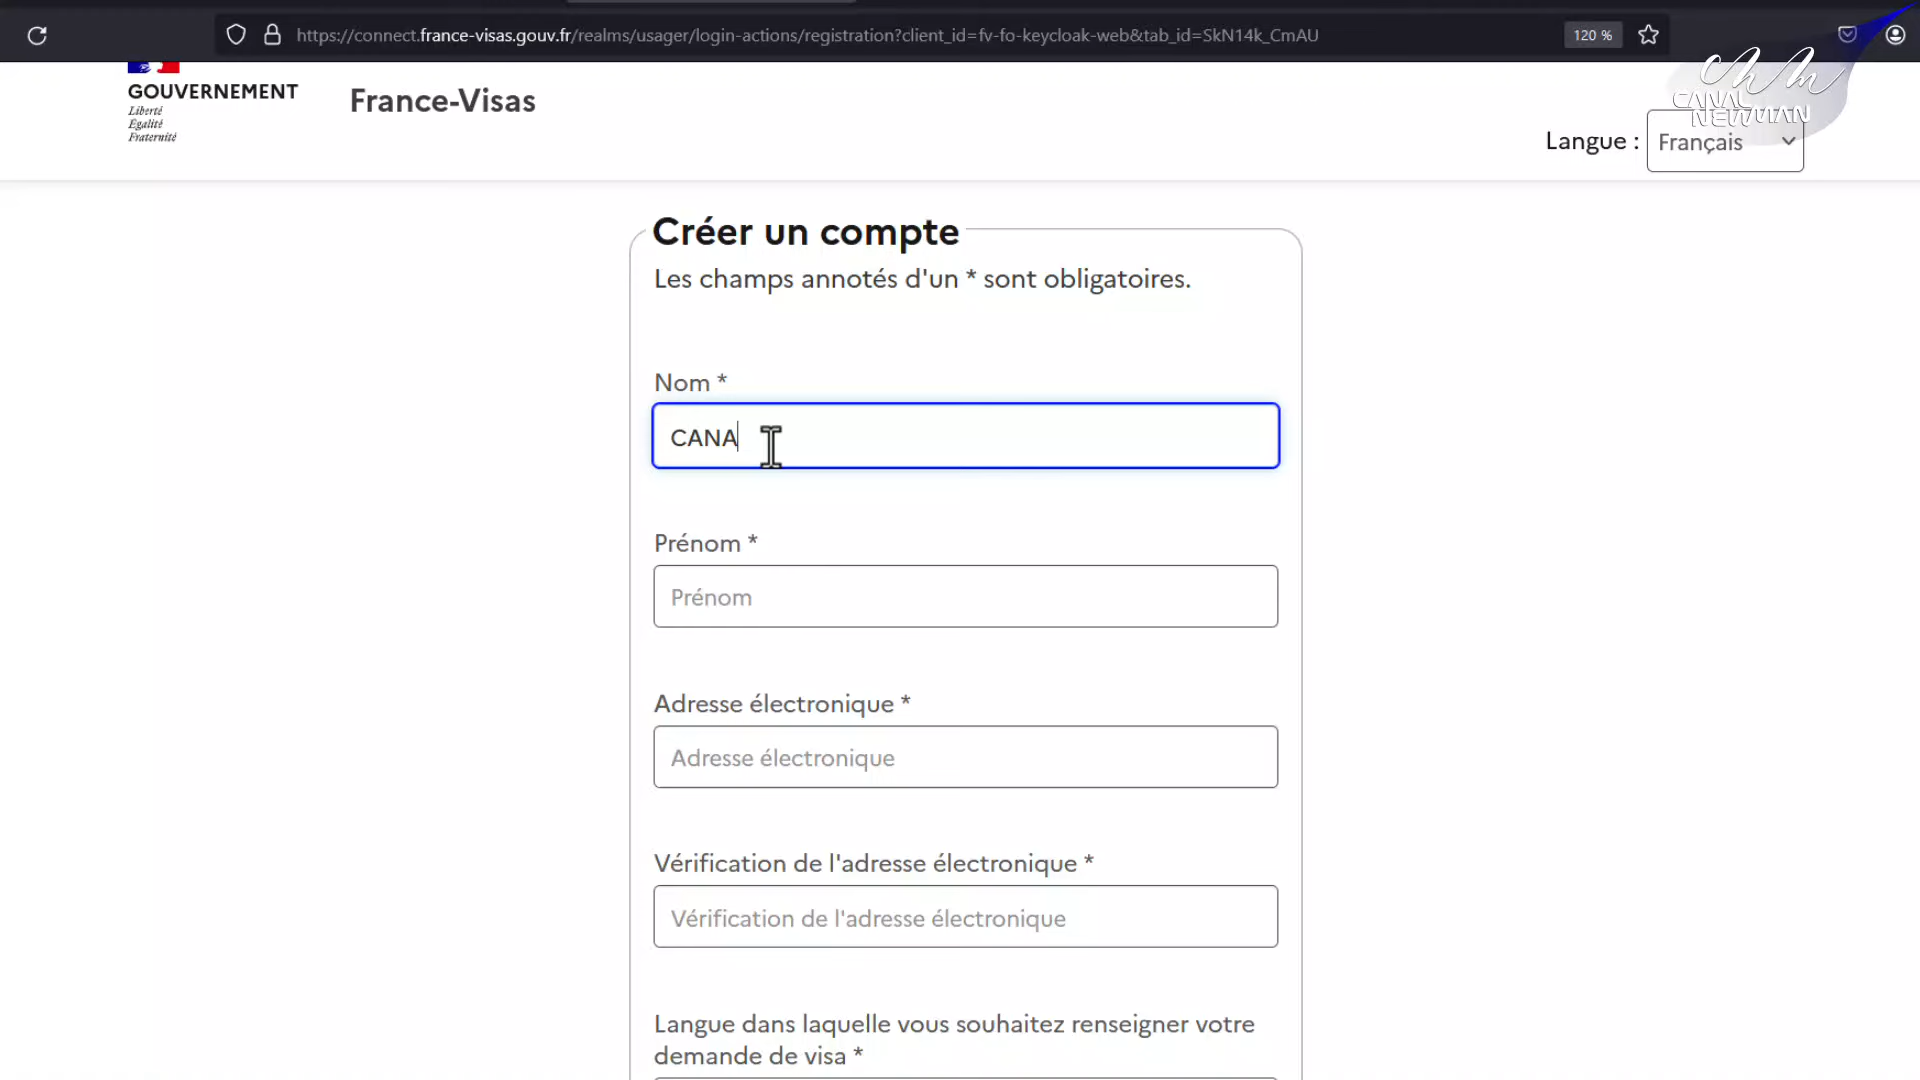 https://connect.france-visas.gouv.fr/realms/usager/login-actions/registration?client_id=fv-fo-keycloak-web&tab_id=SkN14k_CmAU
120 %
CANAL
NEWMAN
GOUVERNEMENT
Liberté
Égalité
Fraternité
France-Visas
Langue :
Français
Créer un compte
Les champs annotés d'un * sont obligatoires.
Nom *
CANA
Prénom *
Prénom
Adresse électronique *
Adresse électronique
Vérification de l'adresse électronique *
Vérification de l'adresse électronique
Langue dans laquelle vous souhaitez renseigner votre
demande de visa *